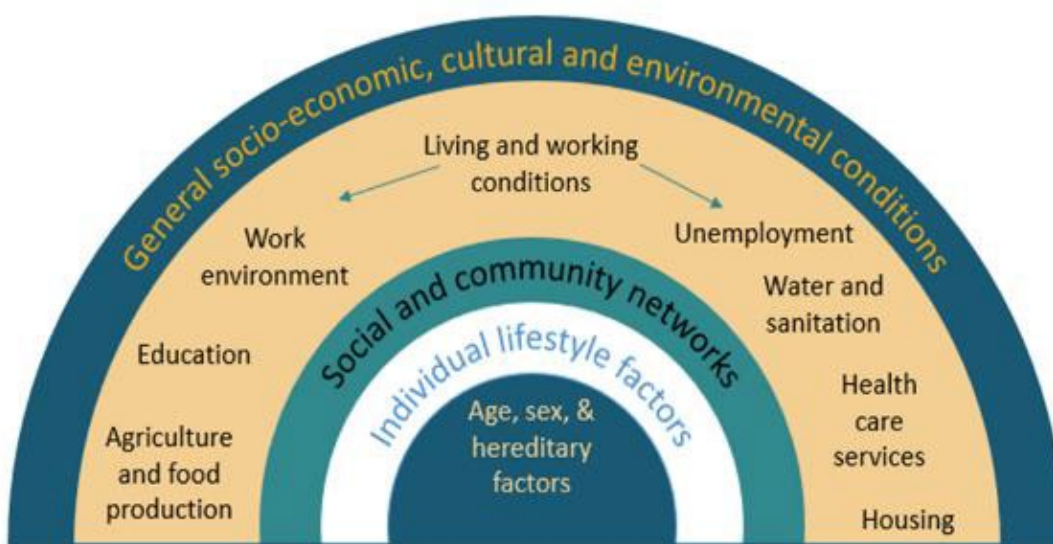 General socio-economic, cultural and environmental conditions
Living and working
conditions
Work
environment
Unemployment
Water and
sanitation
Education
Health
care
services
Agriculture
and food
production
Housing
Social and community networks
Individual lifestyle factors
Age, sex, &
hereditary
factors